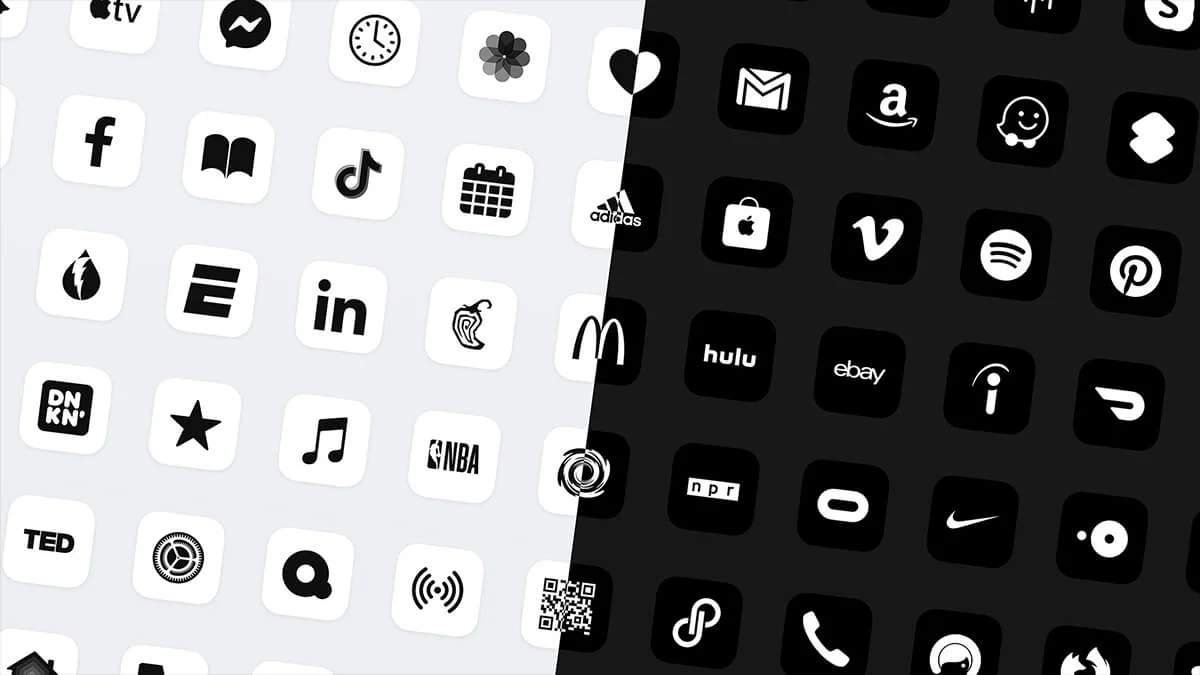 tv
adidas
in
hulu
ebay
DN
KN'
NBA
npr
TED